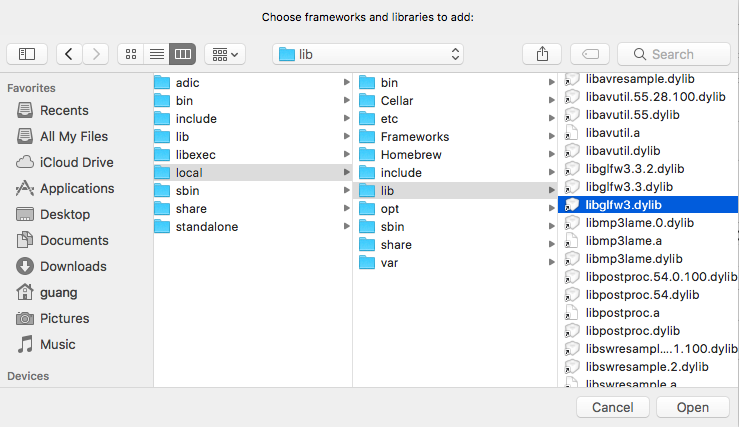 Choose frameworks and libraries to add:
lib
Search
Favorites
Recents
All My Files
iCloud Drive
Applications
Desktop
Documents
Downloads
guang
Pictures
Music
Devices
adic
bin
include
lib
libexec
local
sbin
share
standalone
bin
Cellar
etc
Frameworks
Homebrew
include
lib
opt
sbin
share
var
libavresample.dylib
libavutil.55.28.100.dylib
libavutil.55.dylib
libavutil.a
libavutil.dylib
libglfw3.3.2.dylib
libglfw3.3.dylib
libglfw3.dylib
libmp3lame.0.dylib
libmp3lame.a
libmp3lame.dylib
libpostproc.54.0.100.dylib
libpostproc.54.dylib
libpostproc.a
libpostproc.dylib
libswresampl....1.100.dylib
libswresample.2.dylib
libswresample.a
Cancel
Open